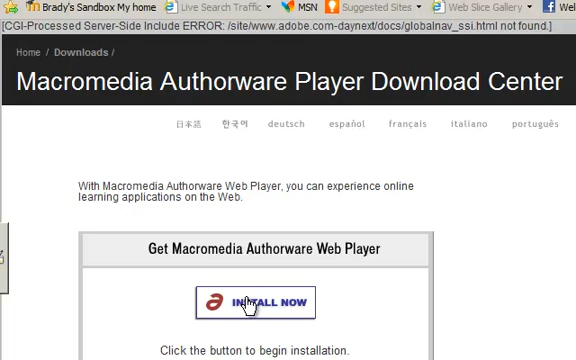 Brady's Sandbox My home Live Search Traffic MSN Suggested Sites Web Slice Gallery
[CGI-Processed Server-Side Include ERROR: /site/www.adobe.com-daynext/docs/globalnav_ssi.html not found.]
Home / Downloads /
Macromedia Authorware Player Download Center
日本語 한국어 deutsch español français italiano português
With Macromedia Authorware Web Player, you can experience online
learning applications on the Web.
Get Macromedia Authorware Web Player
INSTALL NOW
Click the button to begin installation.